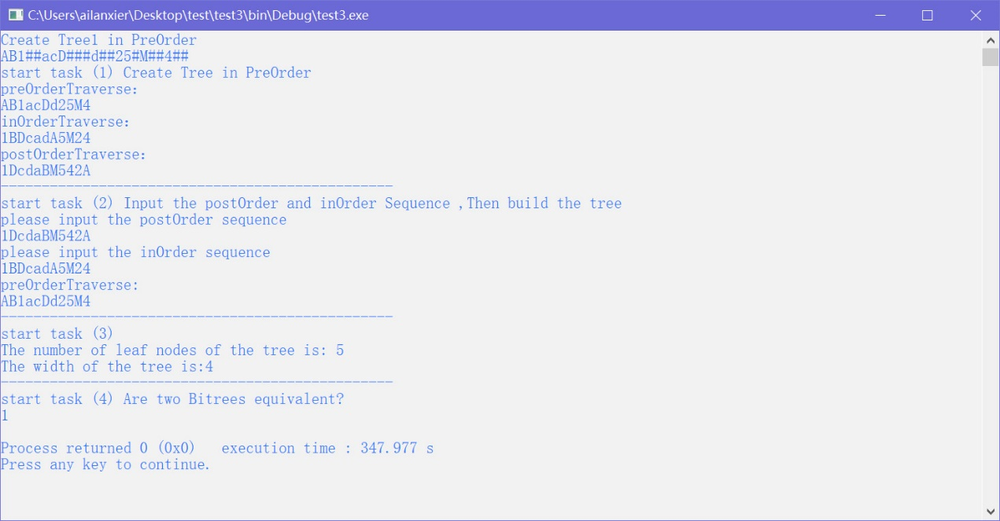 C:\Users\ailanxier\Desktop\test\test3\bin\Debug\test3.exe
Create Tree1 in PreOrder
AB1##acD###d##25#M##4##
start task (1) Create Tree in PreOrder
preOrderTraverse:
AB1acDd25M4
inOrderTraverse:
1BDcadA5M24
postOrderTraverse:
1DcdaBM542A
------------------------------------------------
start task (2) Input the postOrder and inOrder Sequence ,Then build the tree
please input the postOrder sequence
1DcdaBM542A
please input the inOrder sequence
1BDcadA5M24
preOrderTraverse:
AB1acDd25M4
------------------------------------------------
start task (3)
The number of leaf nodes of the tree is: 5
The width of the tree is:4
------------------------------------------------
start task (4) Are two Bitrees equivalent?
1
Process returned 0 (0x0)   execution time : 347.977 s
Press any key to continue.